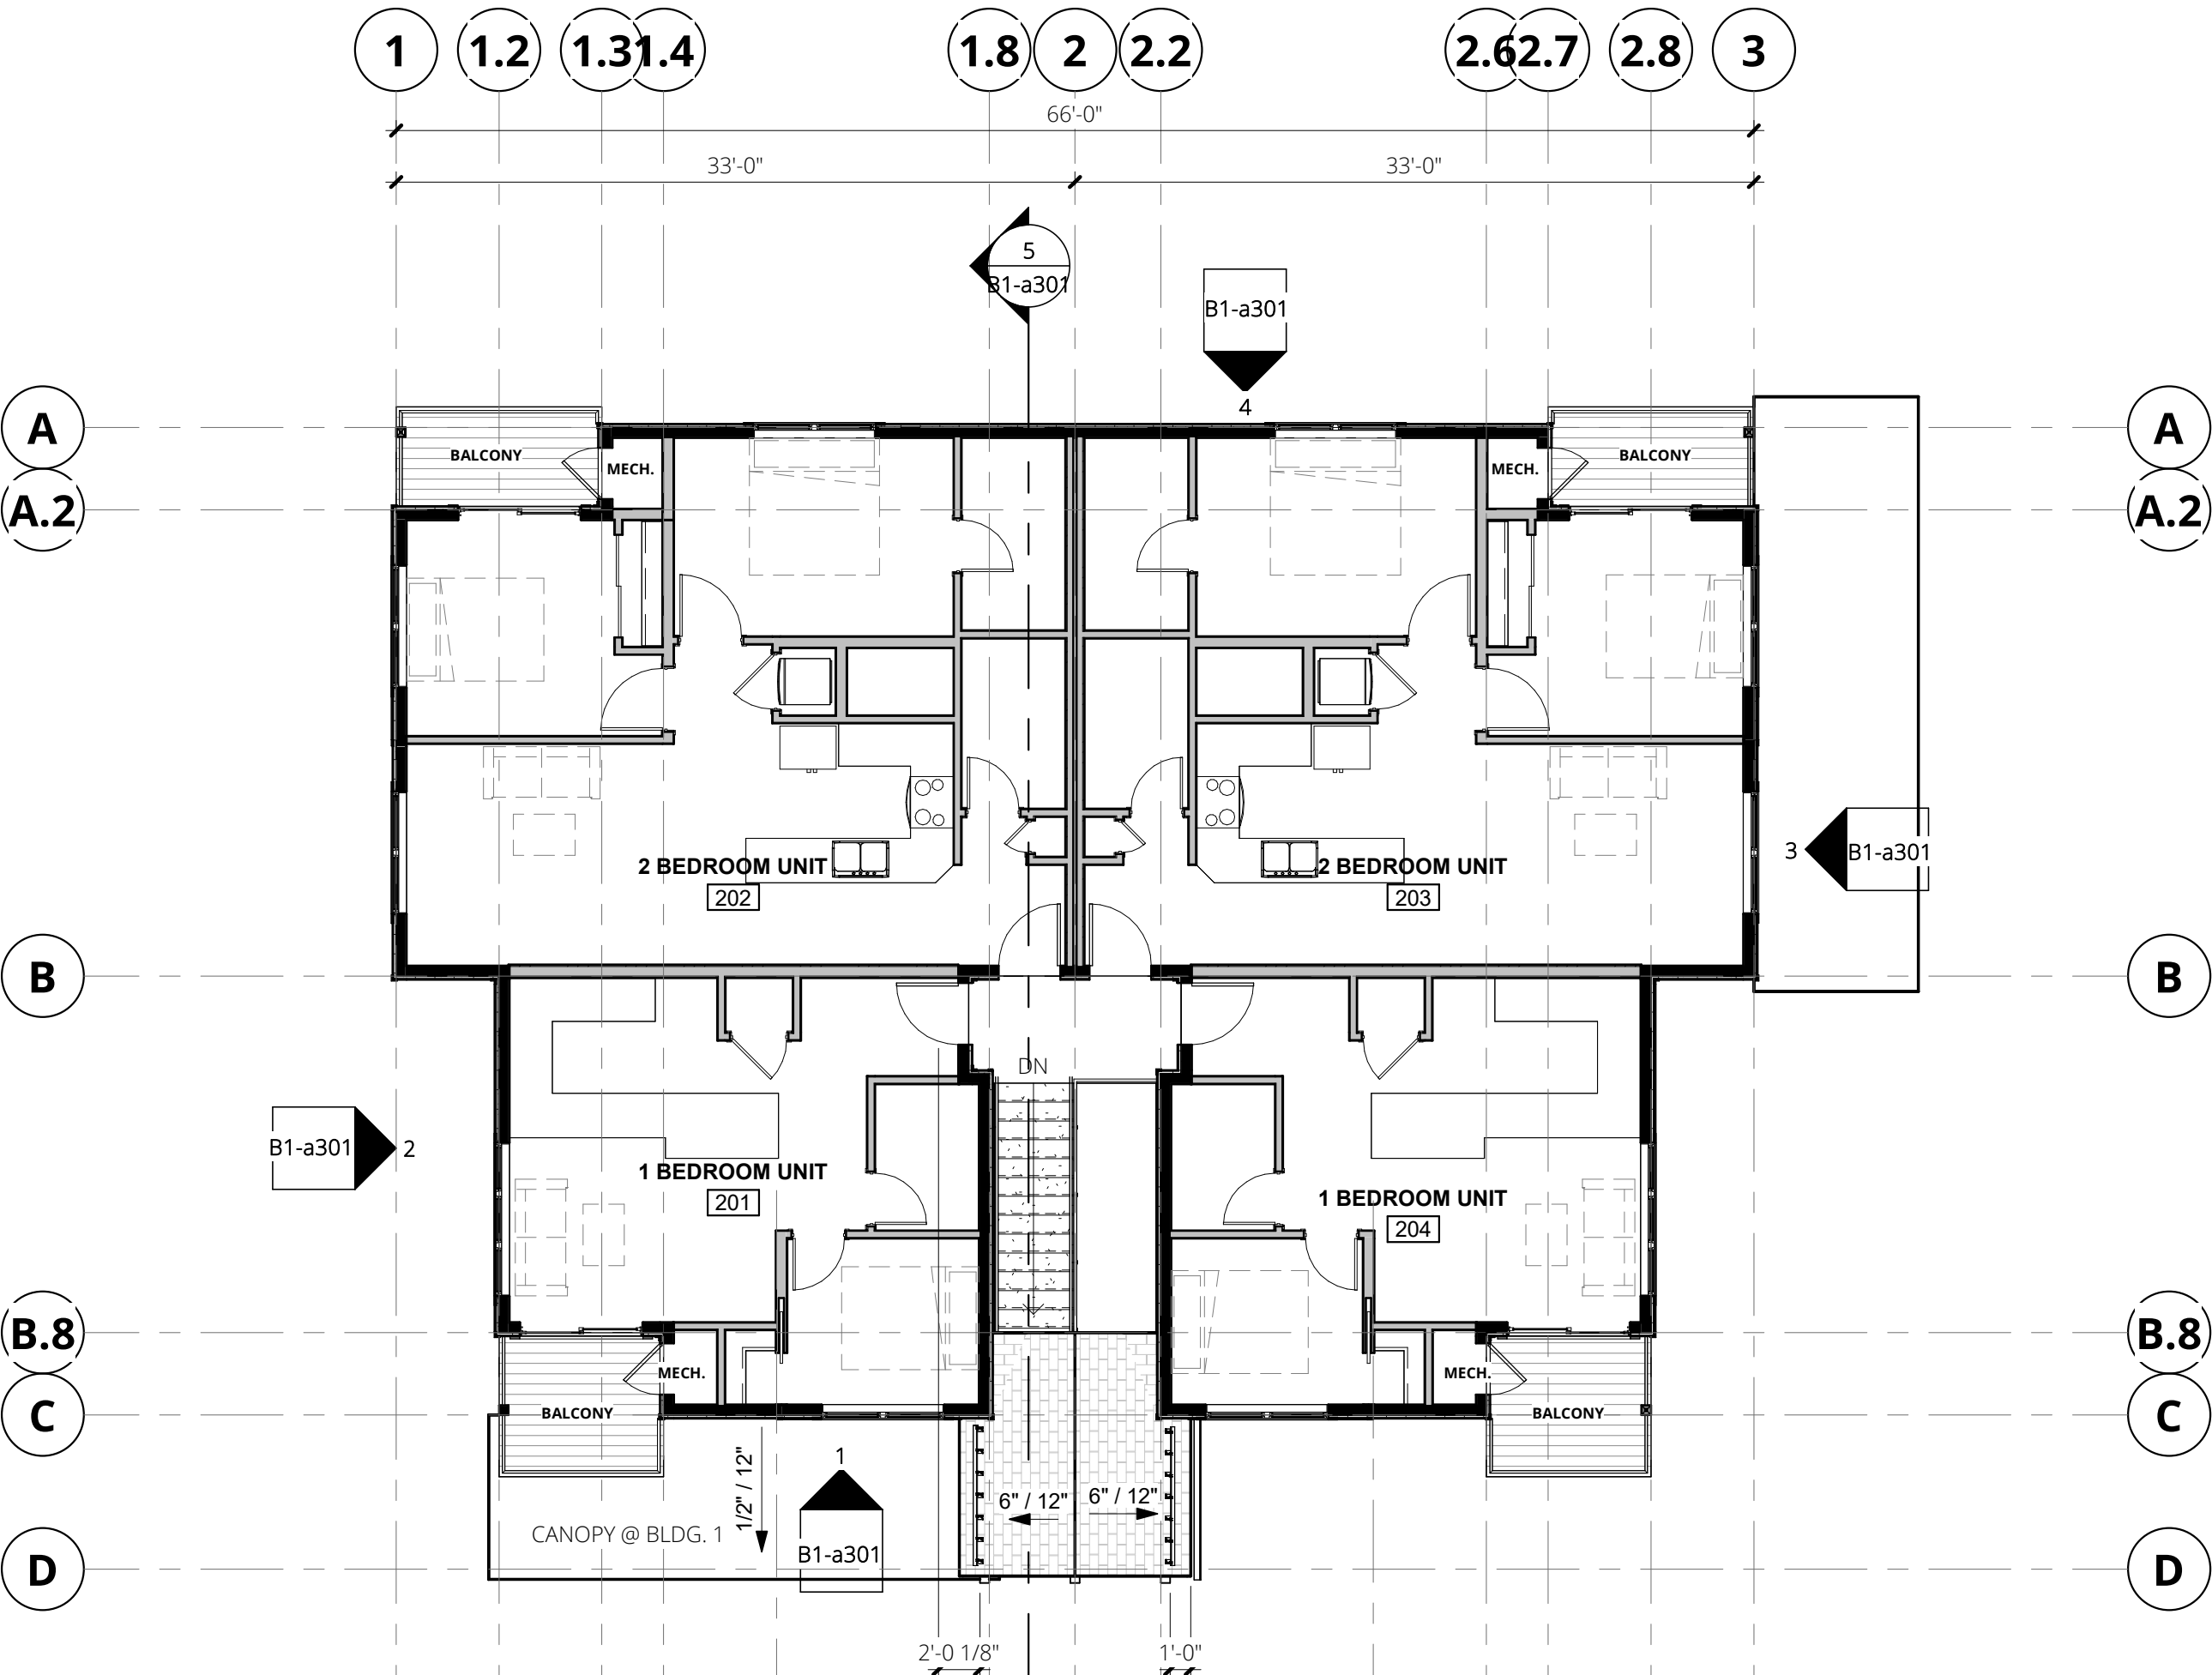 1 1.2 1.3 1.4 1.8 2 2.2 2.6 2.7 2.8 3
66'-0"
33'-0" 33'-0"
5
B1-a301
B1-a301
4
A A
BALCONY MECH. MECH. BALCONY
A.2 A.2
2 BEDROOM UNIT 2 BEDROOM UNIT
202 203
3 B1-a301
B B
DN
B1-a301 2
1 BEDROOM UNIT 1 BEDROOM UNIT
201 204
B.8 B.8
MECH. MECH.
C C
BALCONY BALCONY
1
1/2" / 12"
6" / 12" 6" / 12"
CANOPY @ BLDG. 1
B1-a301
D D
2'-0 1/8" 1'-0"